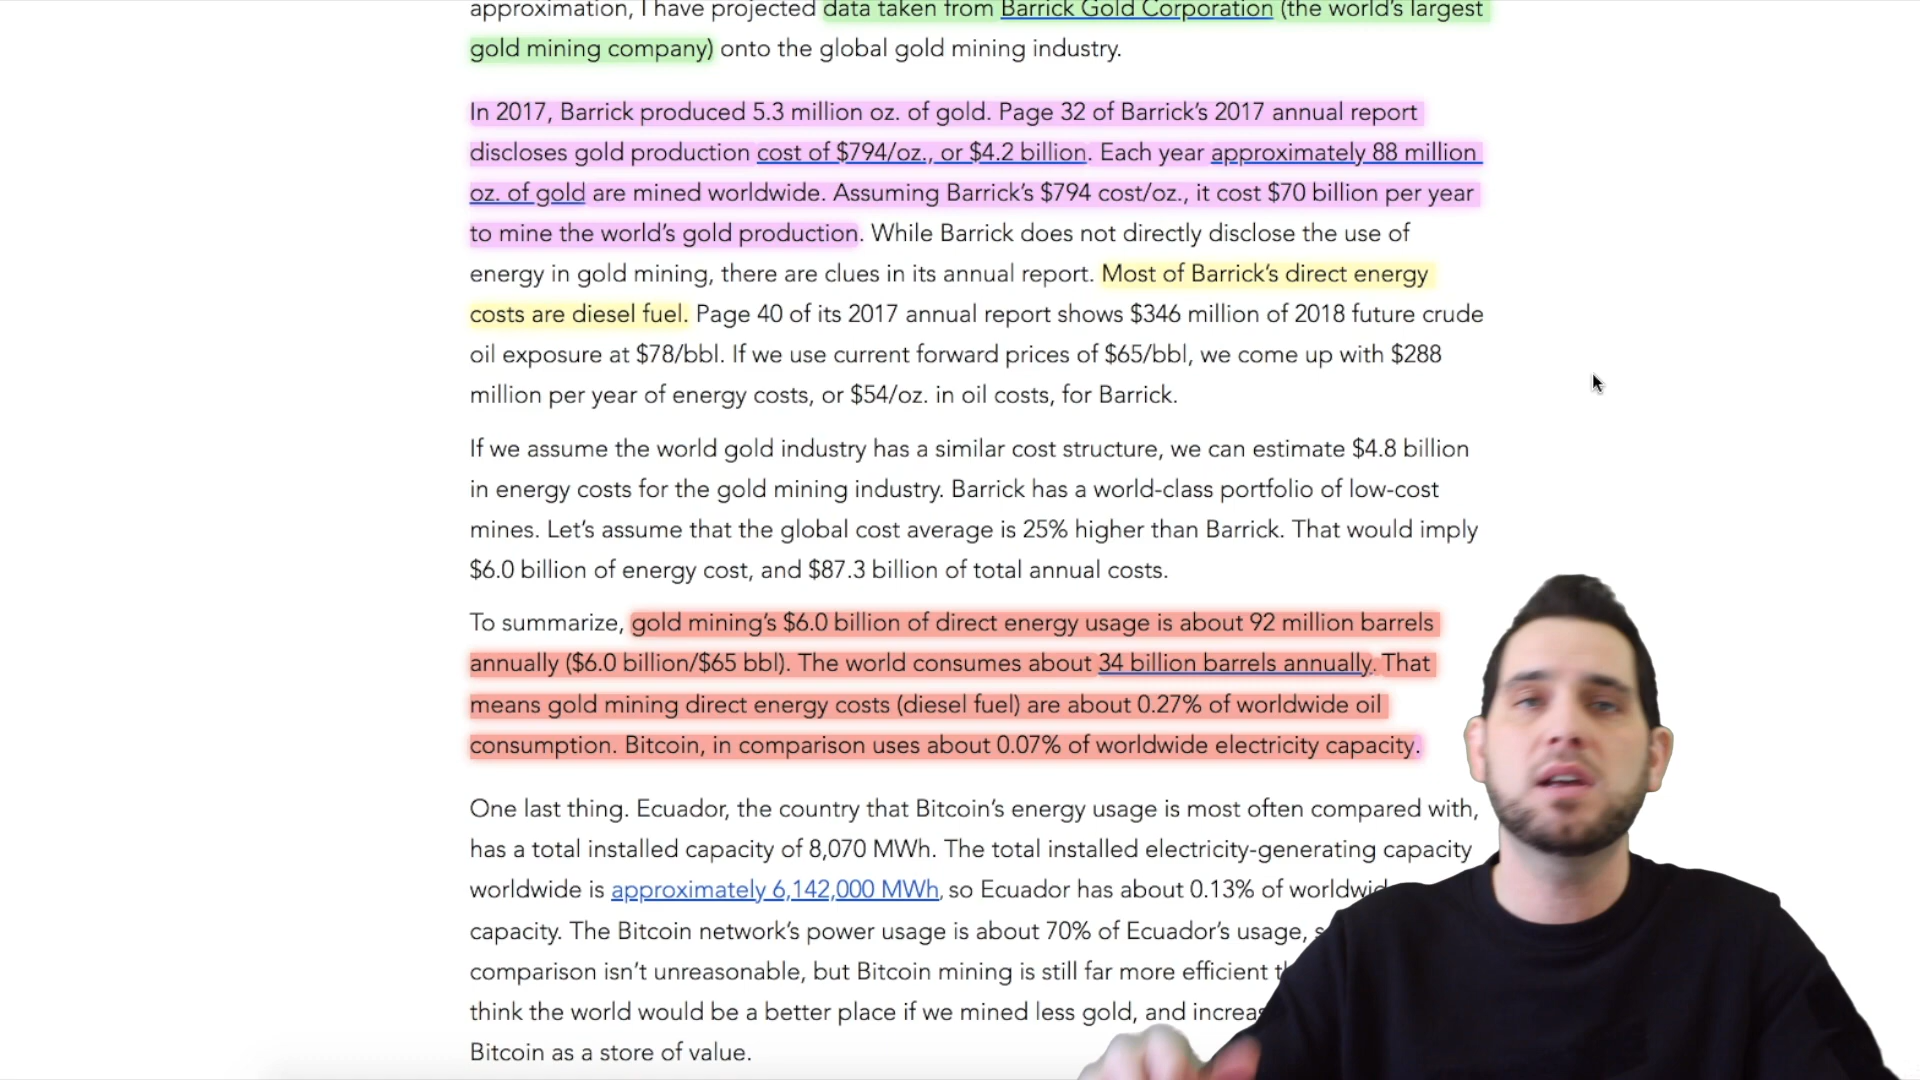 approximation, I have projected data taken from Barrick Gold Corporation (the world's largest
gold mining company) onto the global gold mining industry.
In 2017, Barrick produced 5.3 million oz. of gold. Page 32 of Barrick's 2017 annual report
discloses gold production cost of $794/oz., or $4.2 billion. Each year approximately 88 million
oz. of gold are mined worldwide. Assuming Barrick's $794 cost/oz., it cost $70 billion per year
to mine the world's gold production. While Barrick does not directly disclose the use of
energy in gold mining, there are clues in its annual report. Most of Barrick's direct energy
costs are diesel fuel. Page 40 of its 2017 annual report shows $346 million of 2018 future crude
oil exposure at $78/bbl. If we use current forward prices of $65/bbl, we come up with $288
million per year of energy costs, or $54/oz. in oil costs, for Barrick.
If we assume the world gold industry has a similar cost structure, we can estimate $4.8 billion
in energy costs for the gold mining industry. Barrick has a world-class portfolio of low-cost
mines. Let's assume that the global cost average is 25% higher than Barrick. That would imply
$6.0 billion of energy cost, and $87.3 billion of total annual costs.
To summarize, gold mining's $6.0 billion of direct energy usage is about 92 million barrels
annually ($6.0 billion/$65 bbl). The world consumes about 34 billion barrels annually. That
means gold mining direct energy costs (diesel fuel) are about 0.27% of worldwide oil
consumption. Bitcoin, in comparison uses about 0.07% of worldwide electricity capacity.
One last thing. Ecuador, the country that Bitcoin's energy usage is most often compared with,
has a total installed capacity of 8,070 MWh. The total installed electricity-generating capacity
worldwide is approximately 6,142,000 MWh, so Ecuador has about 0.13% of
capacity. The Bitcoin network's power usage is about 70% of Ecuador's usage,
comparison isn't unreasonable, but Bitcoin mining is still far more efficient
think the world would be a better place if we mined less gold, and
Bitcoin as a store of value.